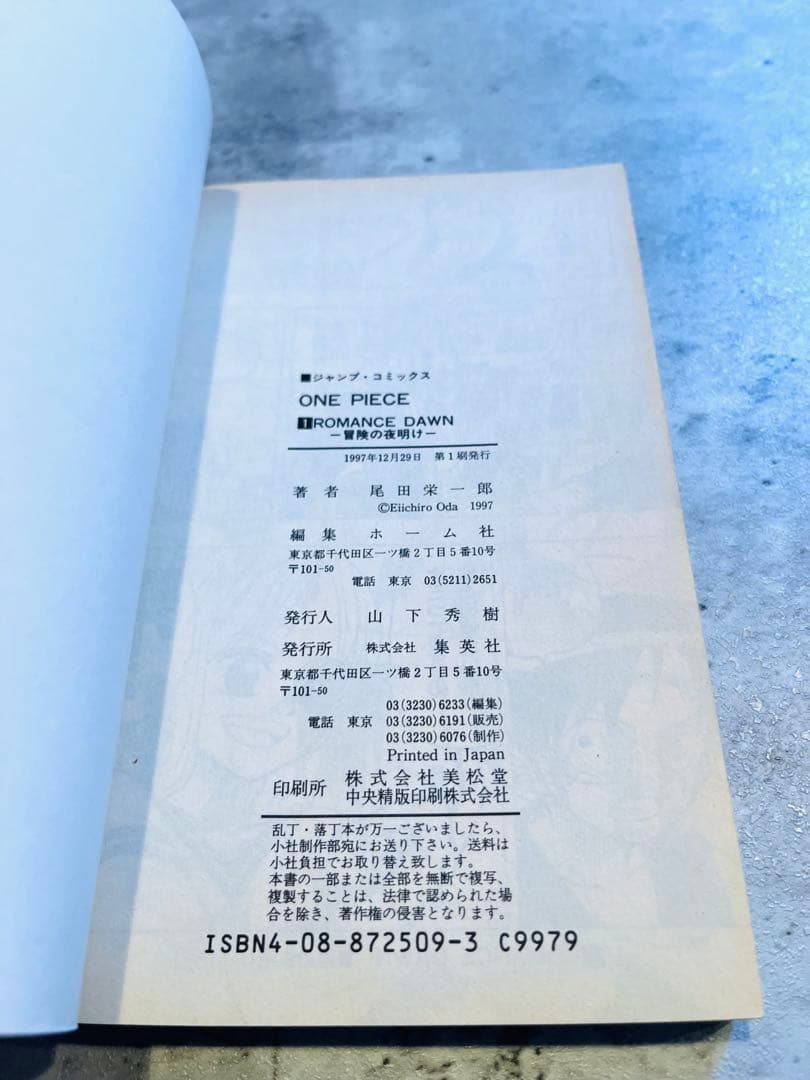 ■ジャンプ・コミックス
ONE PIECE
1 ROMANCE DAWN
－冒険の夜明け－
1997年12月29日 第1刷発行
著者 尾田栄一郎
©Eiichiro Oda 1997
編集 ホーム社
東京都千代田区一ツ橋2丁目5番10号
〒101-50
電話 東京 03(5211)2651
発行人 山下秀樹
発行所 株式会社 集英社
東京都千代田区一ツ橋2丁目5番10号
〒101-50
03(3230)6233(編集)
電話 東京 03(3230)6191(販売)
03(3230)6076(制作)
Printed in Japan
印刷所 株式会社美松堂
中央精版印刷株式会社
乱丁・落丁本が万一ございましたら、
小社制作部宛にお送り下さい。送料は
小社負担でお取り替え致します。
本書の一部または全部を無断で複写、
複製することは、法律で認められた場
合を除き、著作権の侵害となります。
ISBN4-08-872509-3 C9979